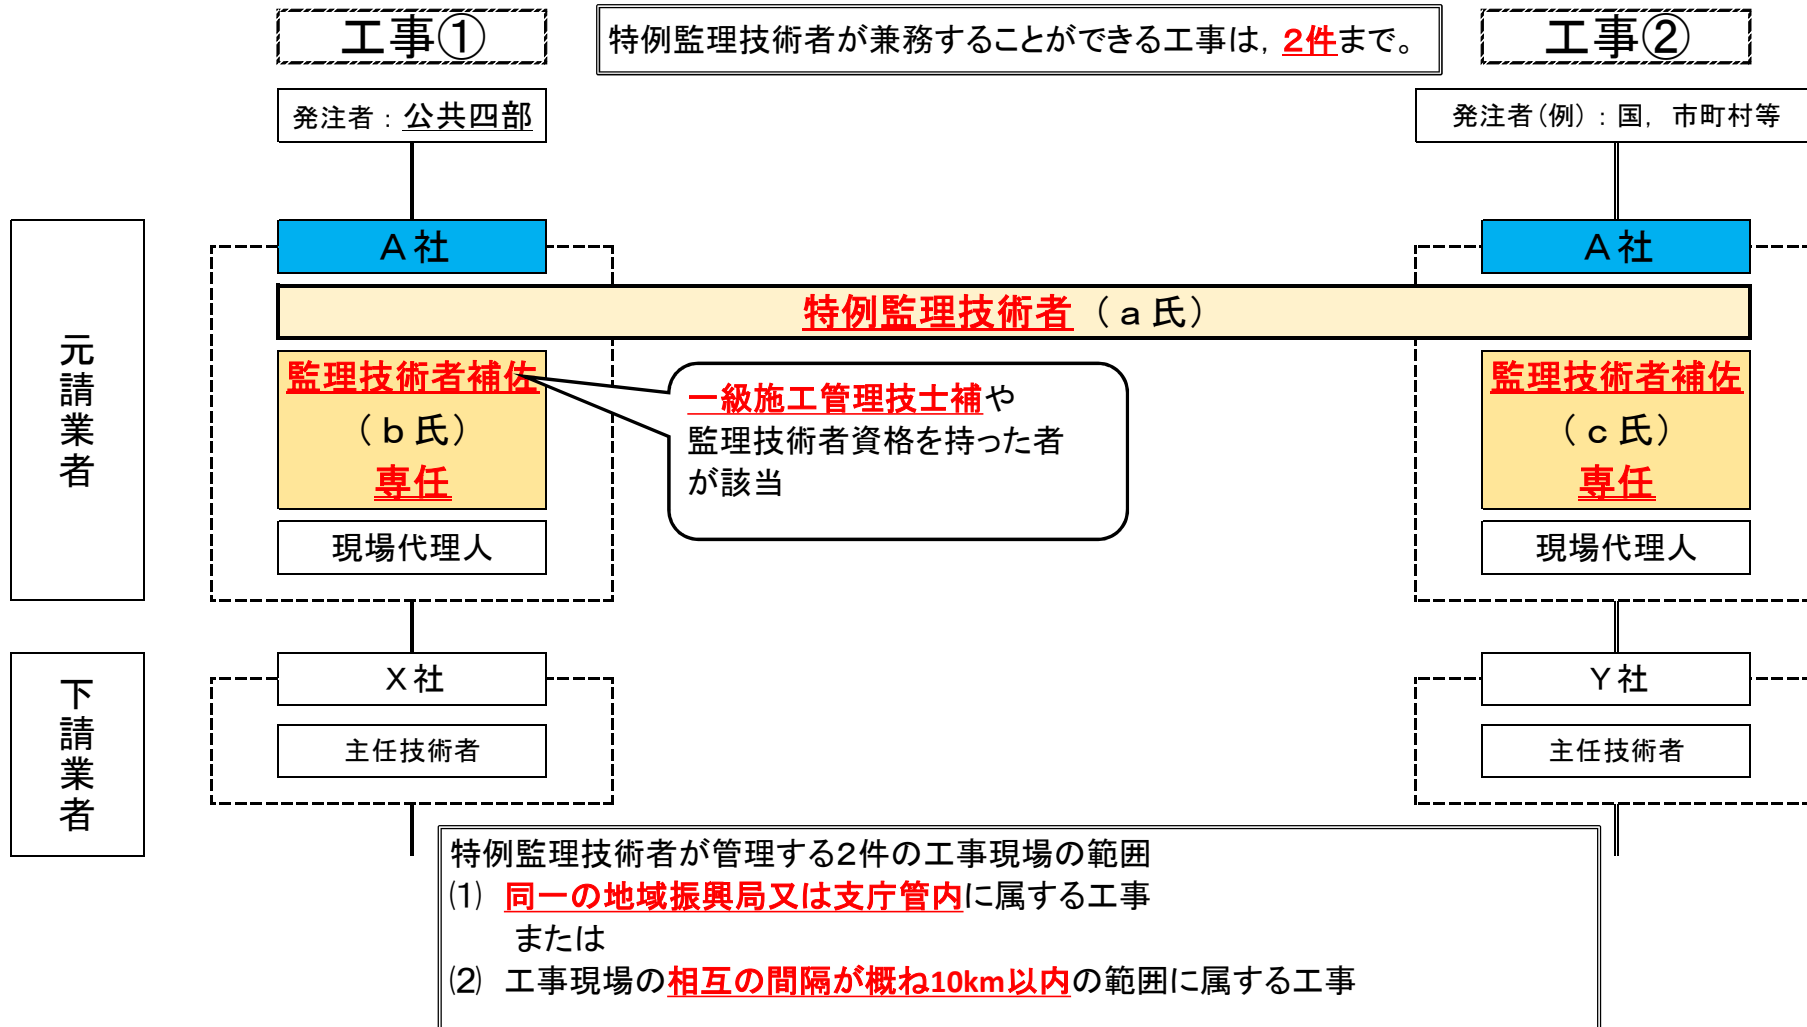 工事①
特例監理技術者が兼務することができる工事は，２件まで。
工事②
発注者：公共四部
発注者（例）：国，市町村等
元請業者
Ａ社
Ａ社
特例監理技術者（ａ氏）
監理技術者補佐
（ｂ氏）
専任
一級施工管理技士補や
監理技術者資格を持った者
が該当
監理技術者補佐
（ｃ氏）
専任
現場代理人
現場代理人
下請業者
Ｘ社
Ｙ社
主任技術者
主任技術者
特例監理技術者が管理する２件の工事現場の範囲
⑴ 同一の地域振興局又は支庁管内に属する工事
または
⑵ 工事現場の相互の間隔が概ね10km以内の範囲に属する工事